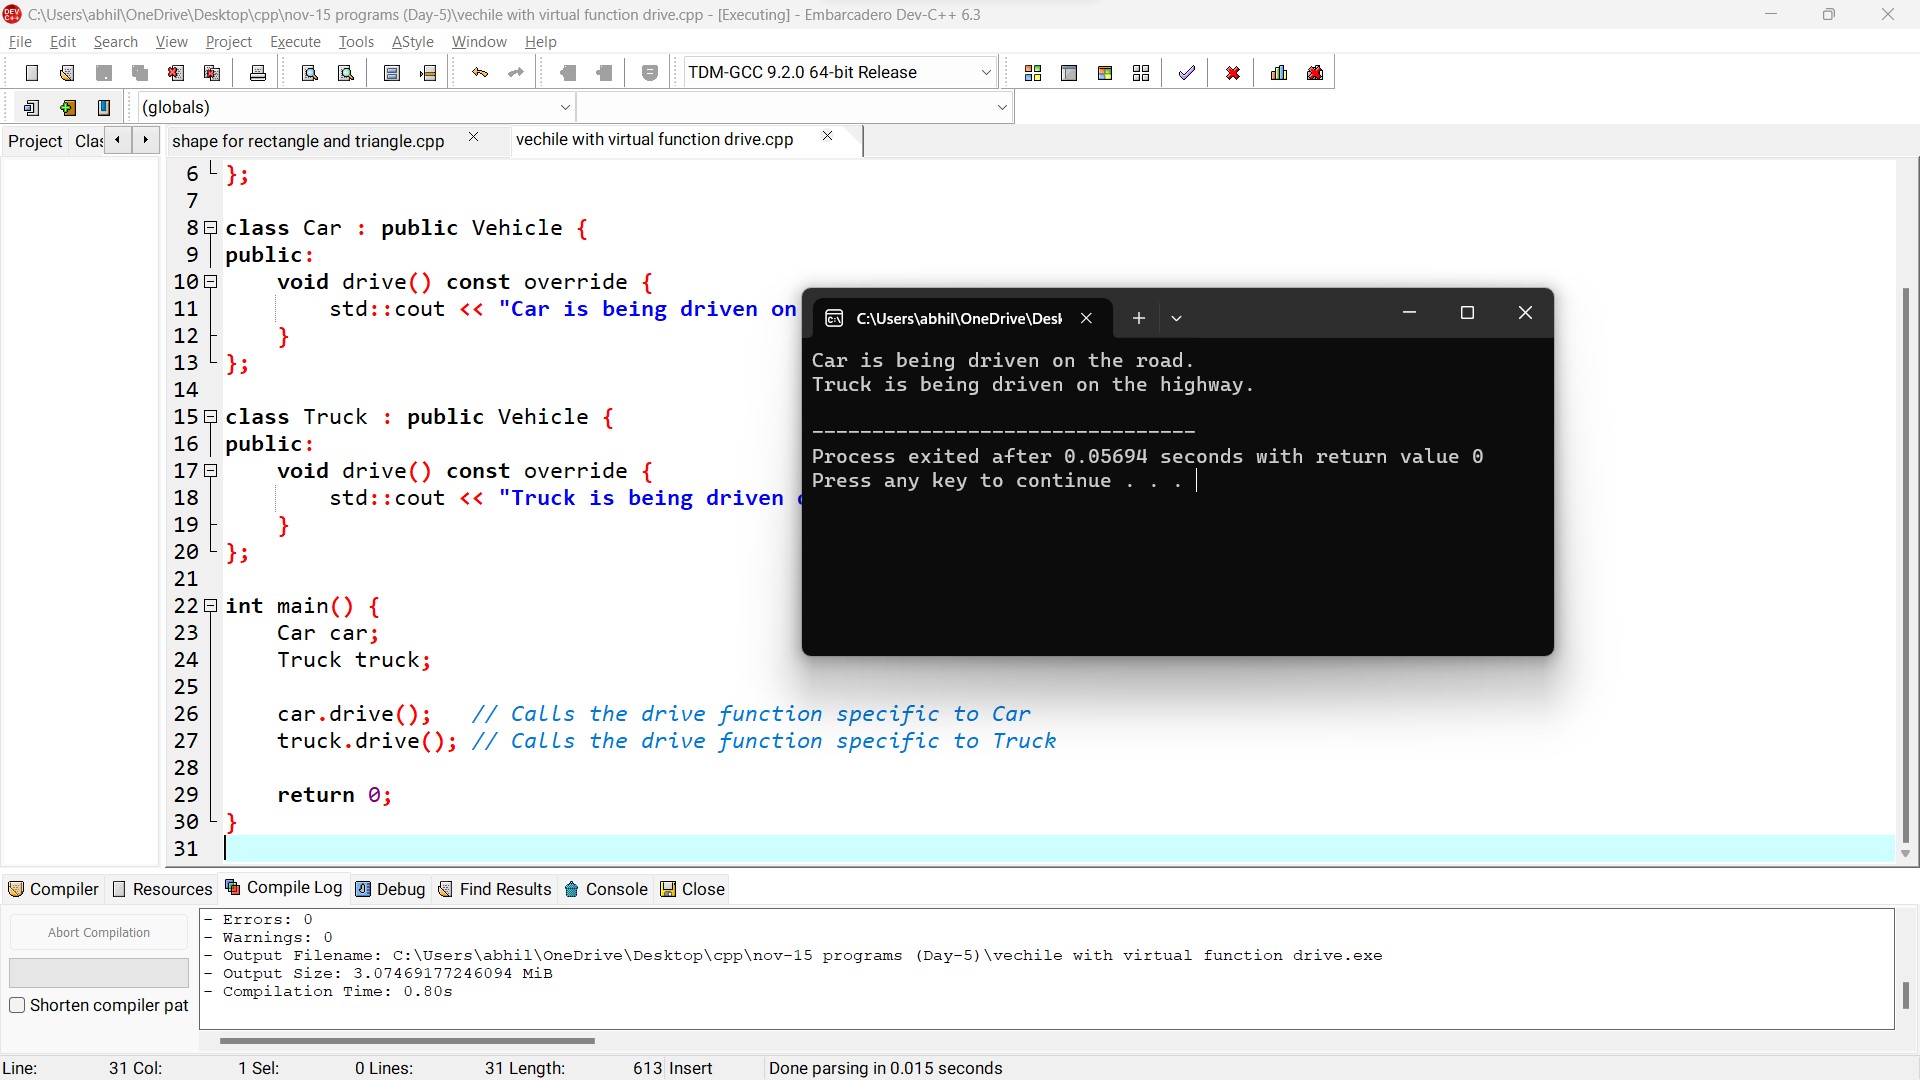 C:\Users\abhil\OneDrive\Desktop\cpp\nov-15 programs (Day-5)\vechile with virtual function drive.cpp - [Executing] - Embarcadero Dev-C++ 6.3
File Edit Search View Project Execute Tools AStyle Window Help
TDM-GCC 9.2.0 64-bit Release
(globals)
Project Clas shape for rectangle and triangle.cpp vechile with virtual function drive.cpp
6 };
7
8 class Car : public Vehicle {
9 public:
10 void drive() const override {
11 std::cout << "Car is being driven on
12 }
13 };
14
15 class Truck : public Vehicle {
16 public:
17 void drive() const override {
18 std::cout << "Truck is being driven
19 }
20 };
21
22 int main() {
23 Car car;
24 Truck truck;
25
26 car.drive(); // Calls the drive function specific to Car
27 truck.drive(); // Calls the drive function specific to Truck
28
29 return 0;
30 }
31
C:\Users\abhil\OneDrive\Desk
Car is being driven on the road.
Truck is being driven on the highway.
--------------------------------
Process exited after 0.05694 seconds with return value 0
Press any key to continue . . .
Compiler Resources Compile Log Debug Find Results Console Close
Abort Compilation
Shorten compiler pat
- Errors: 0
- Warnings: 0
- Output Filename: C:\Users\abhil\OneDrive\Desktop\cpp\nov-15 programs (Day-5)\vechile with virtual function drive.exe
- Output Size: 3.07469177246094 MiB
- Compilation Time: 0.80s
Line: 31 Col: 1 Sel: 0 Lines: 31 Length: 613 Insert Done parsing in 0.015 seconds